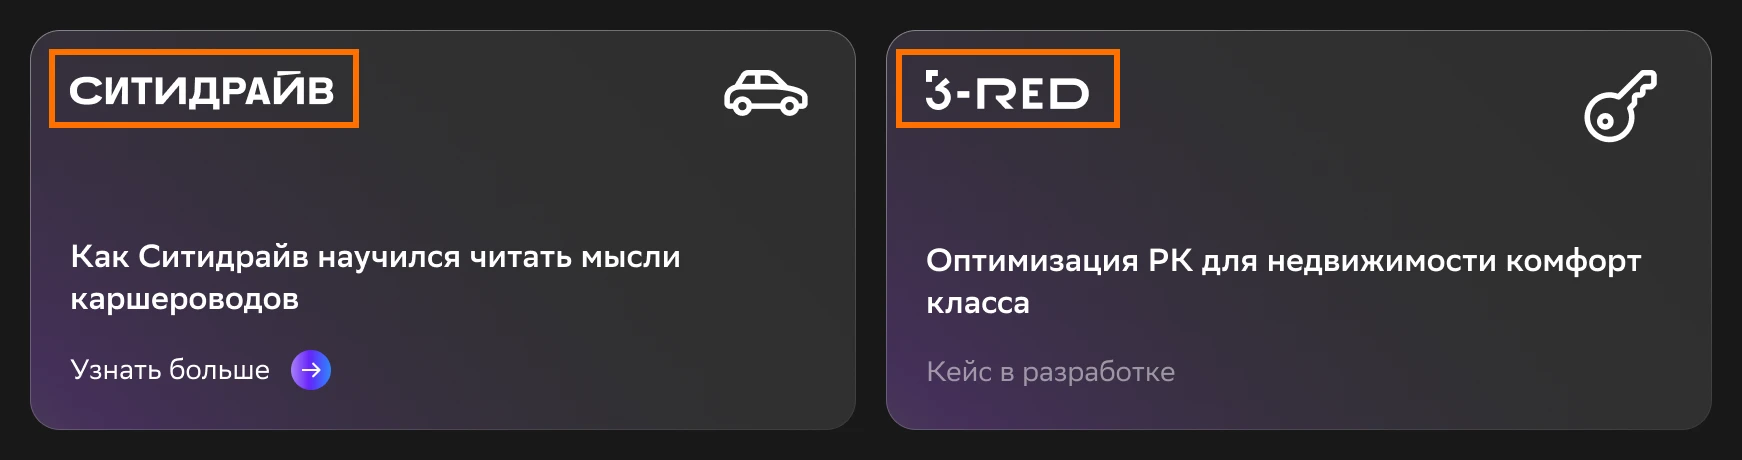 СИТИДРАЙВ
Как Ситидрайв научился читать мысли
каршероводов
Узнать больше
3-RED
Оптимизация РК для недвижимости комфорт
класса
Кейс в разработке